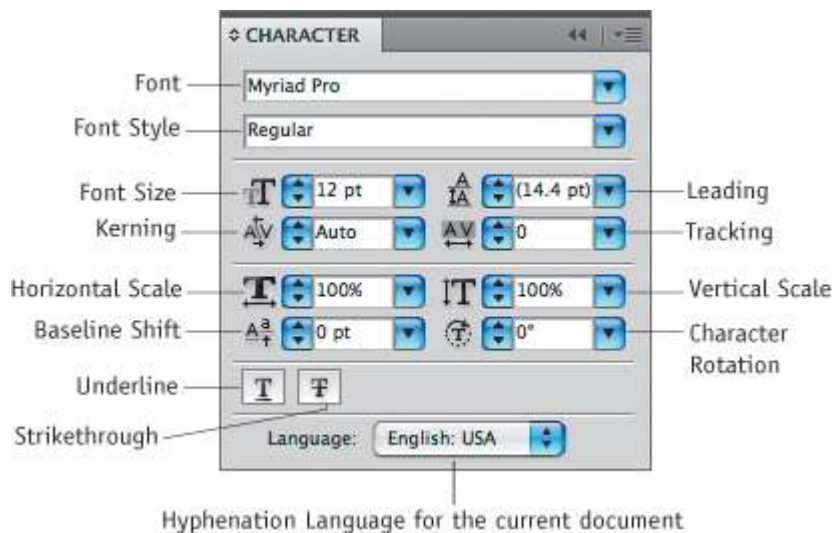 CHARACTER
Font
Myriad Pro
Font Style
Regular
Font Size
12 pt
(14.4 pt)
Leading
Kerning
Auto
0
Tracking
Horizontal Scale
100%
100%
Vertical Scale
Baseline Shift
0 pt
0°
Character
Rotation
Underline
Strikethrough
Language: English: USA
Hyphenation Language for the current document